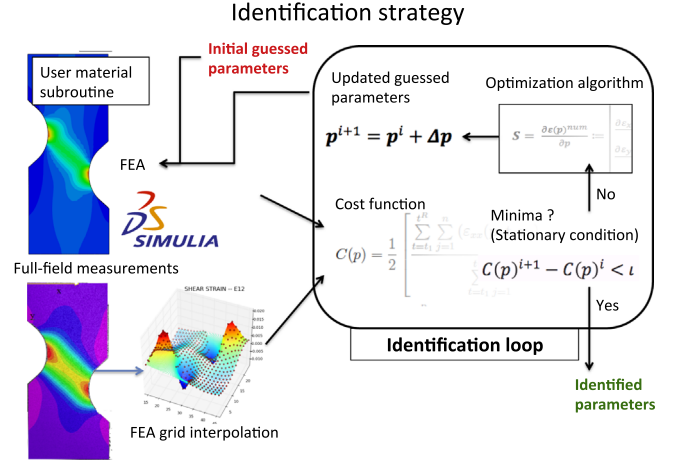 Identification strategy
Initial guessed
parameters
User material
subroutine
FEA
SIMULIA
Full-field measurements
SHEAR STRAIN -- E12
FEA grid interpolation
Updated guessed
parameters
p^{i+1} = p^i + Δp
Optimization algorithm
S = ∂ε(p)^{num} / ∂p =
No
Cost function
C(p) = 1/2
Minima ?
(Stationary condition)
C(p)^{i+1} − C(p)^i < ι
Yes
Identification loop
Identified
parameters